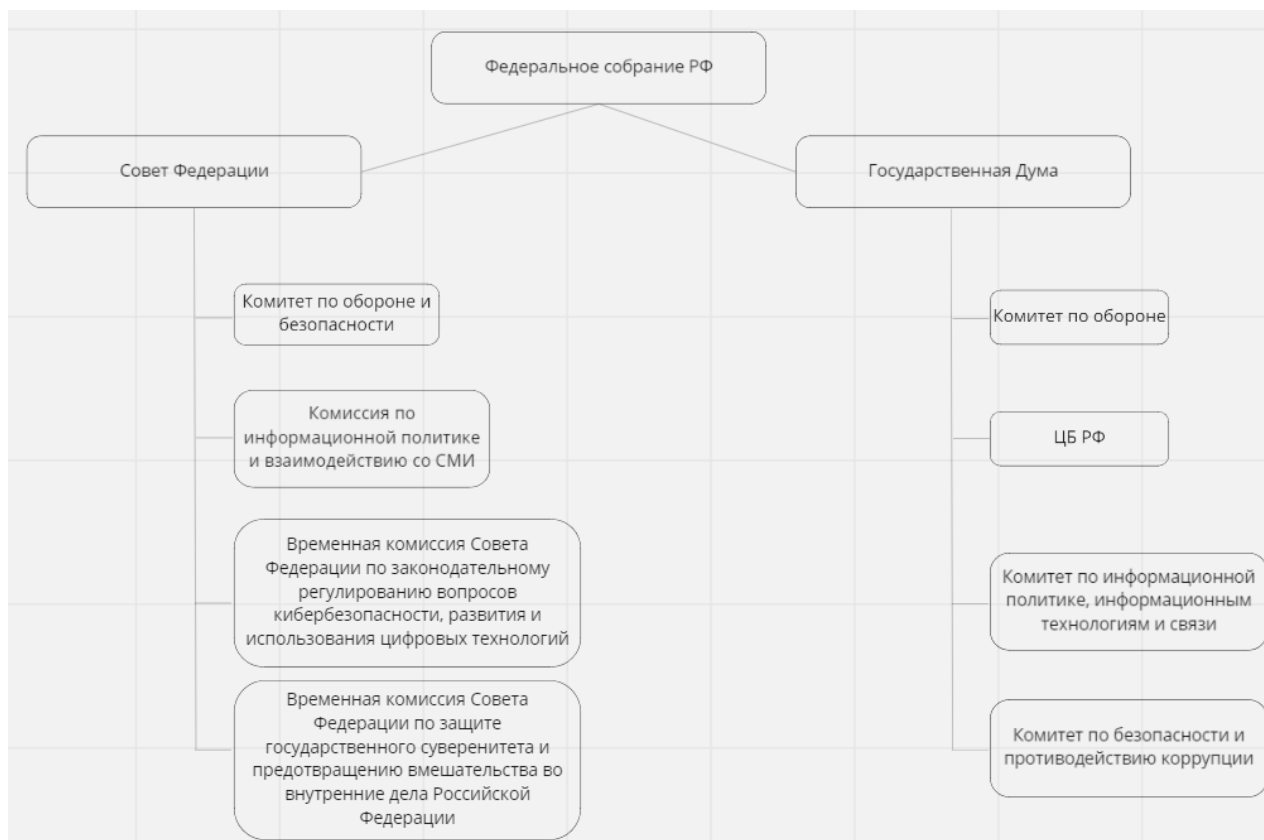 Федеральное собрание РФ
Совет Федерации
Государственная Дума
Комитет по обороне и
безопасности
Комитет по обороне
Комиссия по
информационной политике
и взаимодействию со СМИ
ЦБ РФ
Временная комиссия Совета
Федерации по законодательному
регулированию вопросов
кибербезопасности, развития и
использования цифровых технологий
Комитет по информационной
политике, информационным
технологиям и связи
Временная комиссия Совета
Федерации по защите
государственного суверенитета и
предотвращению вмешательства во
внутренние дела Российской
Федерации
Комитет по безопасности и
противодействию коррупции